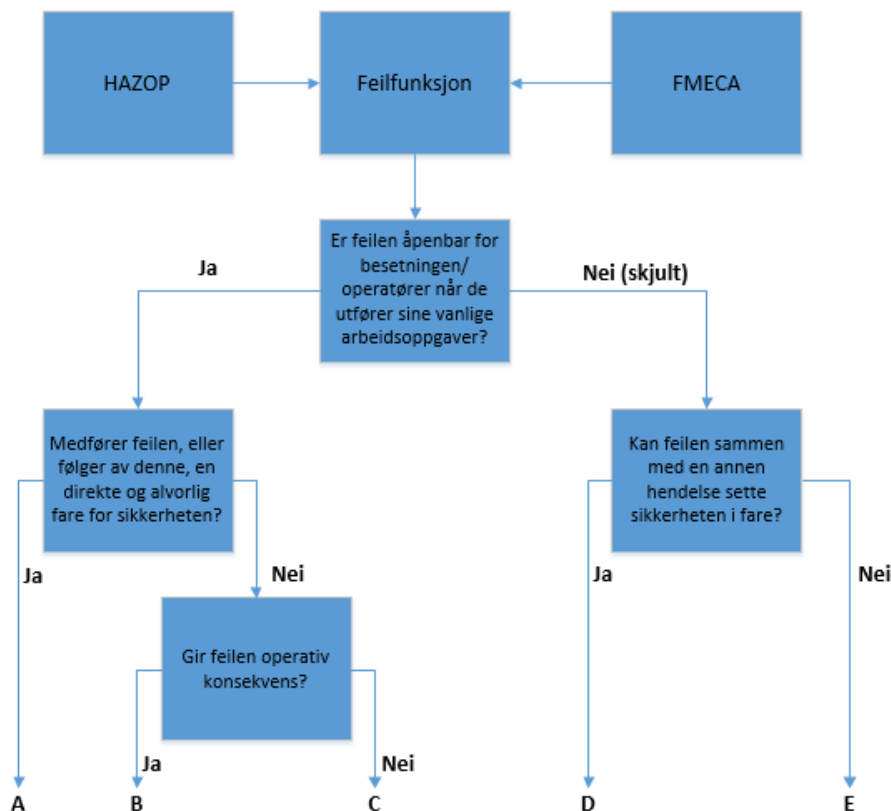 HAZOP
Feilfunksjon
FMECA
Er feilen åpenbar for
besetningen/
operatører når de
utfører sine vanlige
arbeidsoppgaver?
Ja
Nei (skjult)
Medfører feilen, eller
følger av denne, en
direkte og alvorlig
fare for sikkerheten?
Kan feilen sammen
med en annen
hendelse sette
sikkerheten i fare?
Ja
Nei
Ja
Nei
Gir feilen operativ
konsekvens?
Ja
Nei
A
B
C
D
E